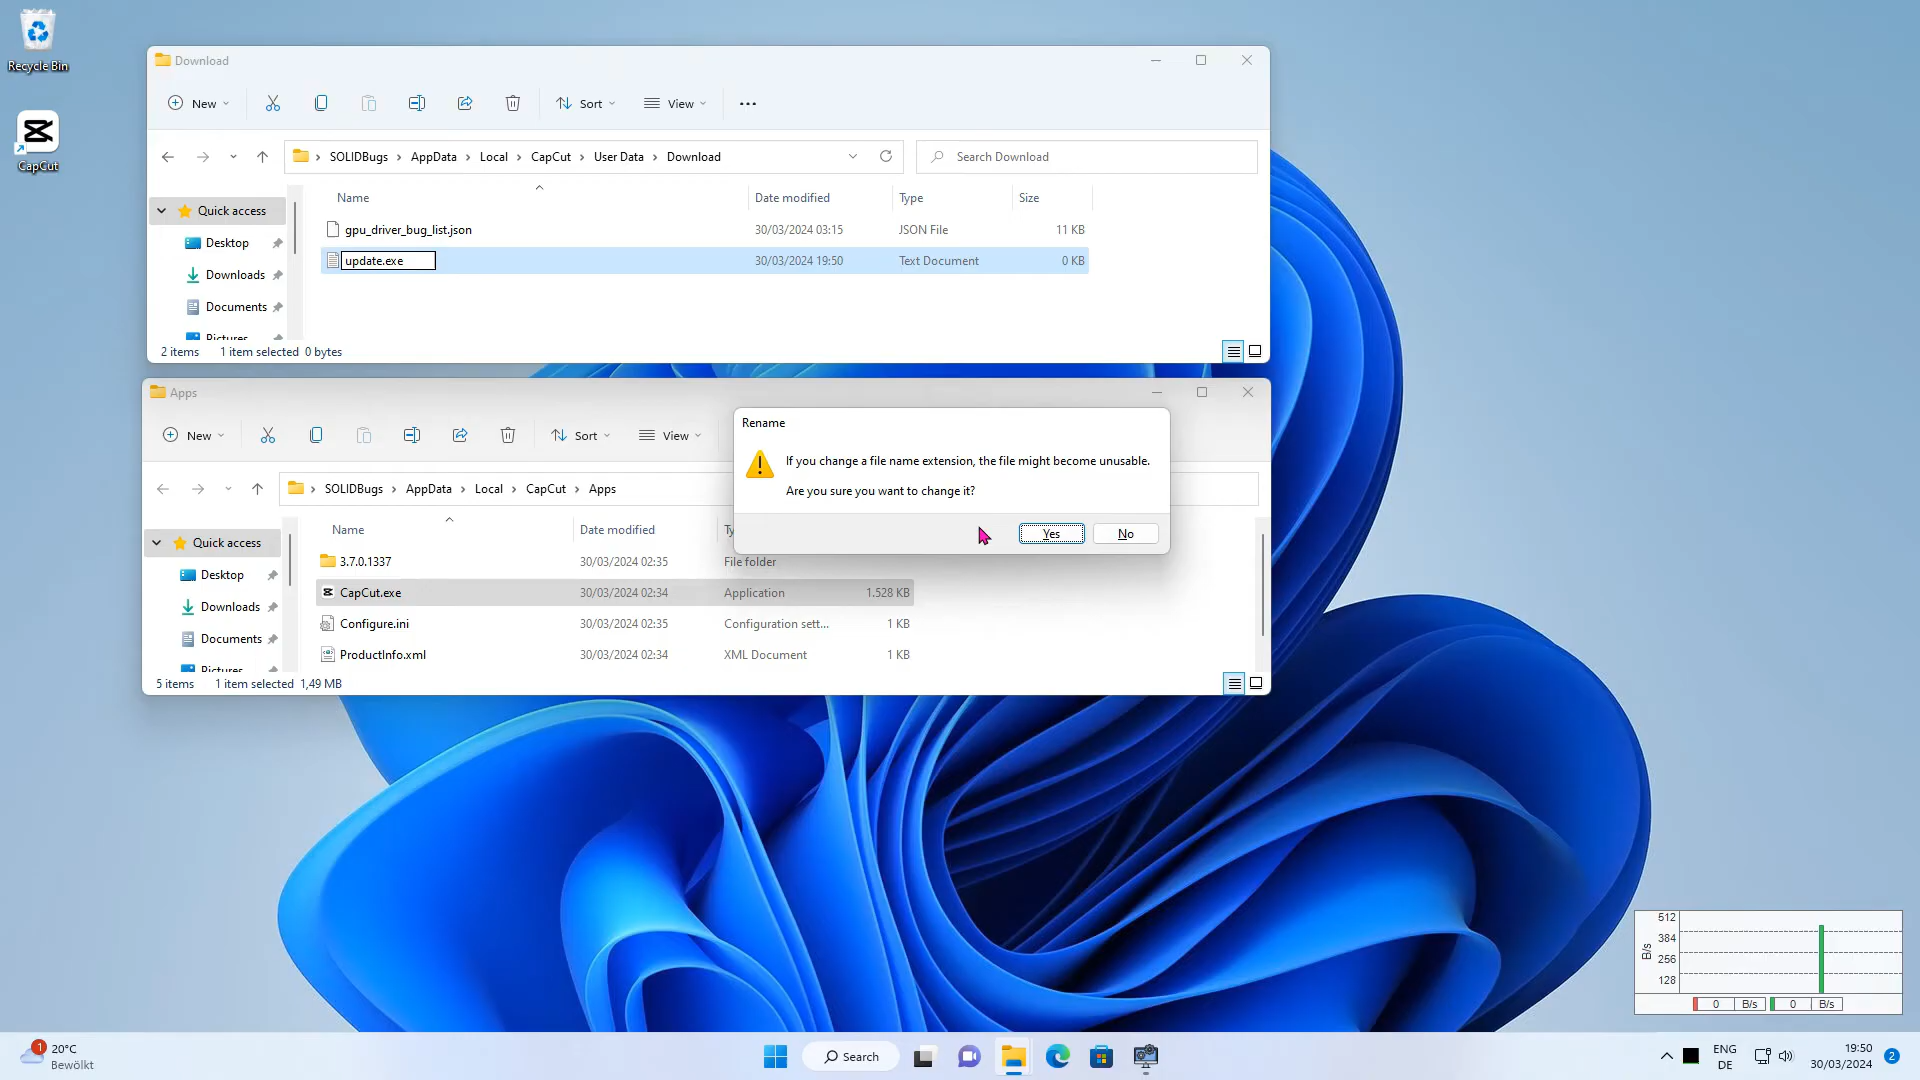 Recycle Bin
CapCut
Download
New
Sort
View
SOLIDBugs
AppData
Local
CapCut
User Data
Download
Search Download
Quick access
Desktop
Downloads
Documents
Pictures
Name
Date modified
Type
Size
gpu_driver_bug_list.json
30/03/2024 03:15
JSON File
11 KB
update.exe
30/03/2024 19:50
Text Document
0 KB
2 items
1 item selected
0 bytes
Apps
New
Sort
View
SOLIDBugs
AppData
Local
CapCut
Apps
Quick access
Desktop
Downloads
Documents
Pictures
Name
Date modified
Ty
3.7.0.1337
30/03/2024 02:35
File folder
CapCut.exe
30/03/2024 02:34
Application
1.528 KB
Configure.ini
30/03/2024 02:35
Configuration sett...
1 KB
ProductInfo.xml
30/03/2024 02:34
XML Document
1 KB
5 items
1 item selected
1,49 MB
Rename
If you change a file name extension, the file might become unusable.
Are you sure you want to change it?
Yes
No
512
384
256
128
B/s
0
B/s
0
B/s
1
20°C
Bewölkt
Search
ENG
DE
19:50
30/03/2024
2